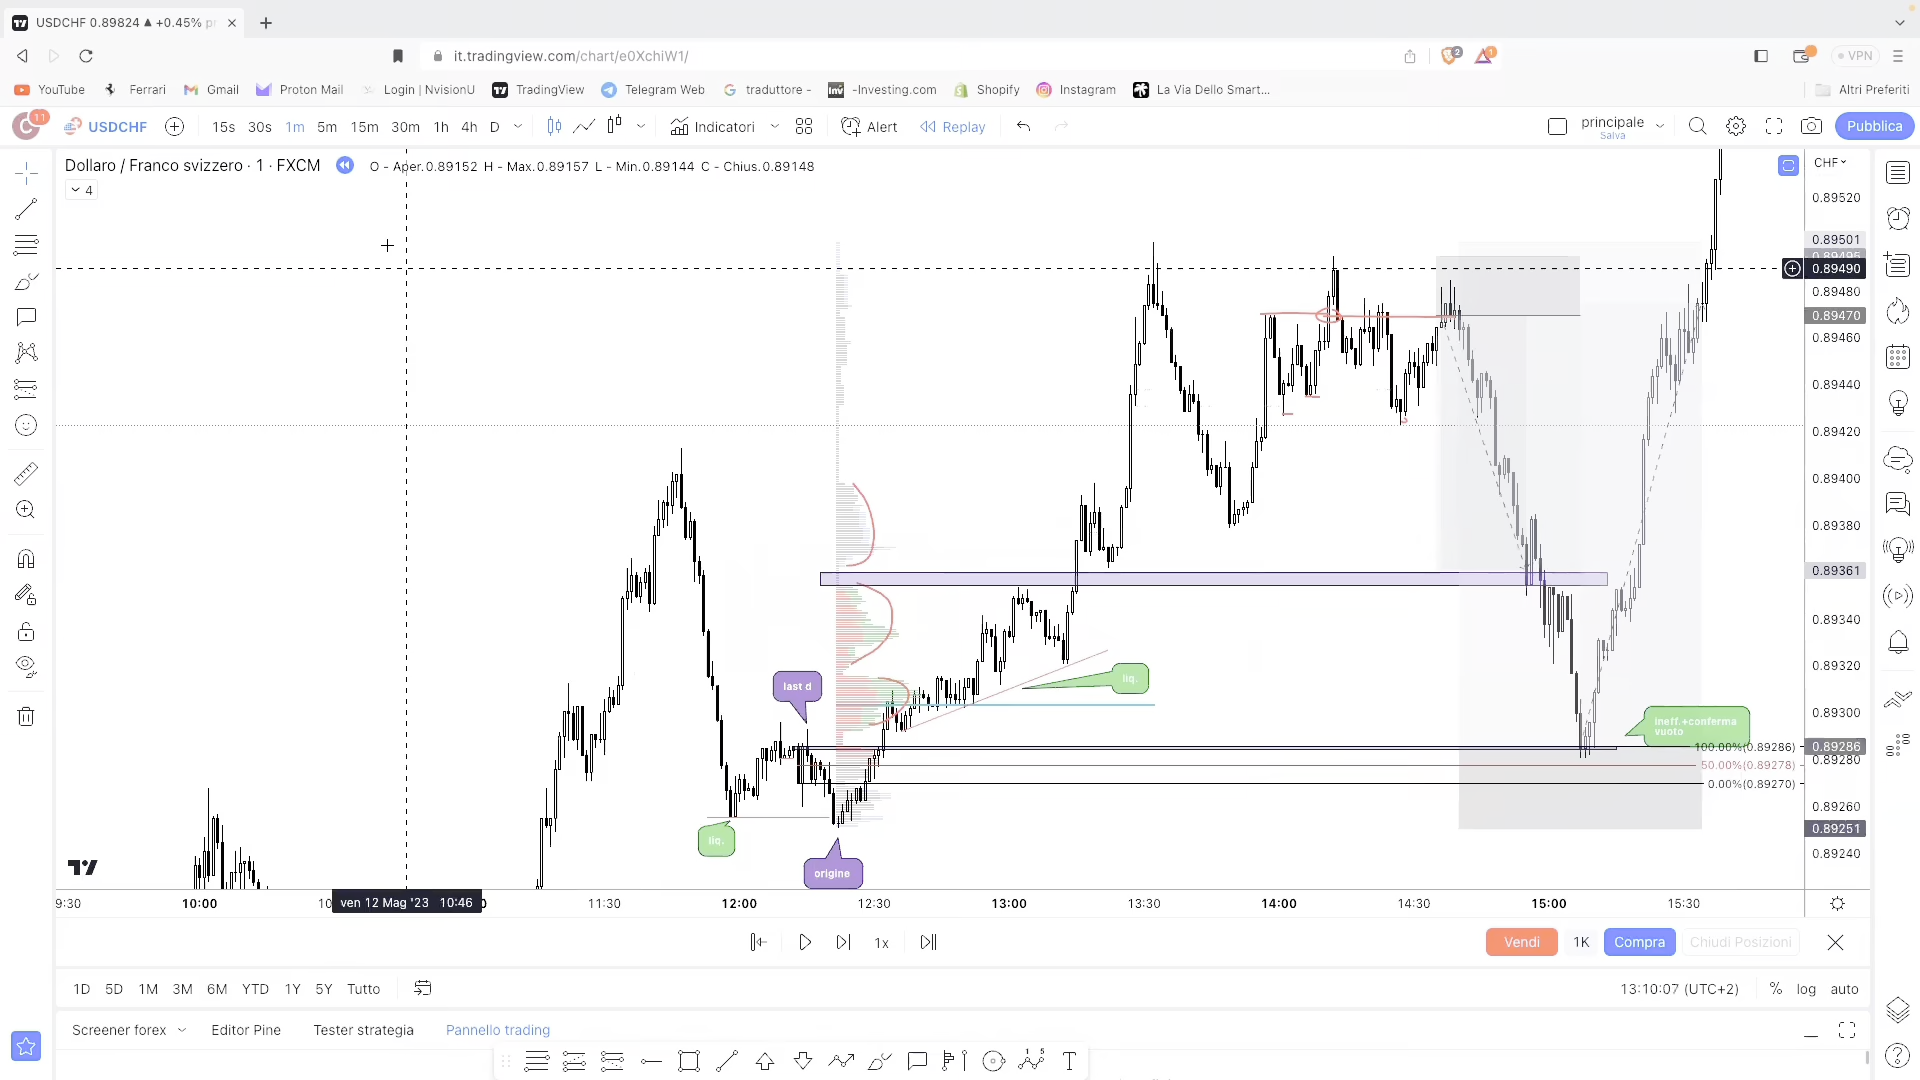 USDCHF 0.89824 ▲ +0.45% pr
it.tradingview.com/chart/e0XchiW1/
2
1
VPN
YouTube
Ferrari
Gmail
Proton Mail
Login | NvisionU
TradingView
Telegram Web
traduttore -
-Investing.com
Shopify
Instagram
La Via Dello Smart...
Altri Preferiti
C
11
USDCHF
15s
30s
1m
5m
15m
30m
1h
4h
D
Indicatori
Alert
Replay
principale
Salva
Pubblica
Dollaro / Franco svizzero · 1 · FXCM
O - Aper.0.89152 H - Max.0.89157 L - Min.0.89144 C - Chius.0.89148
4
CHF
0.89520
0.89501
0.89495
0.89490
0.89480
0.89470
0.89460
0.89440
0.89420
0.89400
0.89380
0.89361
0.89340
0.89320
0.89300
0.89286
0.89280
0.89260
0.89251
0.89240
last d
liq.
ineff.+conferma
vuoto
100.00%(0.89286)
50.00%(0.89278)
0.00%(0.89270)
liq.
origine
9:30
10:00
10
ven 12 Mag '23 10:46
0
11:30
12:00
12:30
13:00
13:30
14:00
14:30
15:00
15:30
1x
Vendi
1K
Compra
Chiudi Posizioni
1D
5D
1M
3M
6M
YTD
1Y
5Y
Tutto
13:10:07 (UTC+2)
%
log
auto
Screener forex
Editor Pine
Tester strategia
Pannello trading